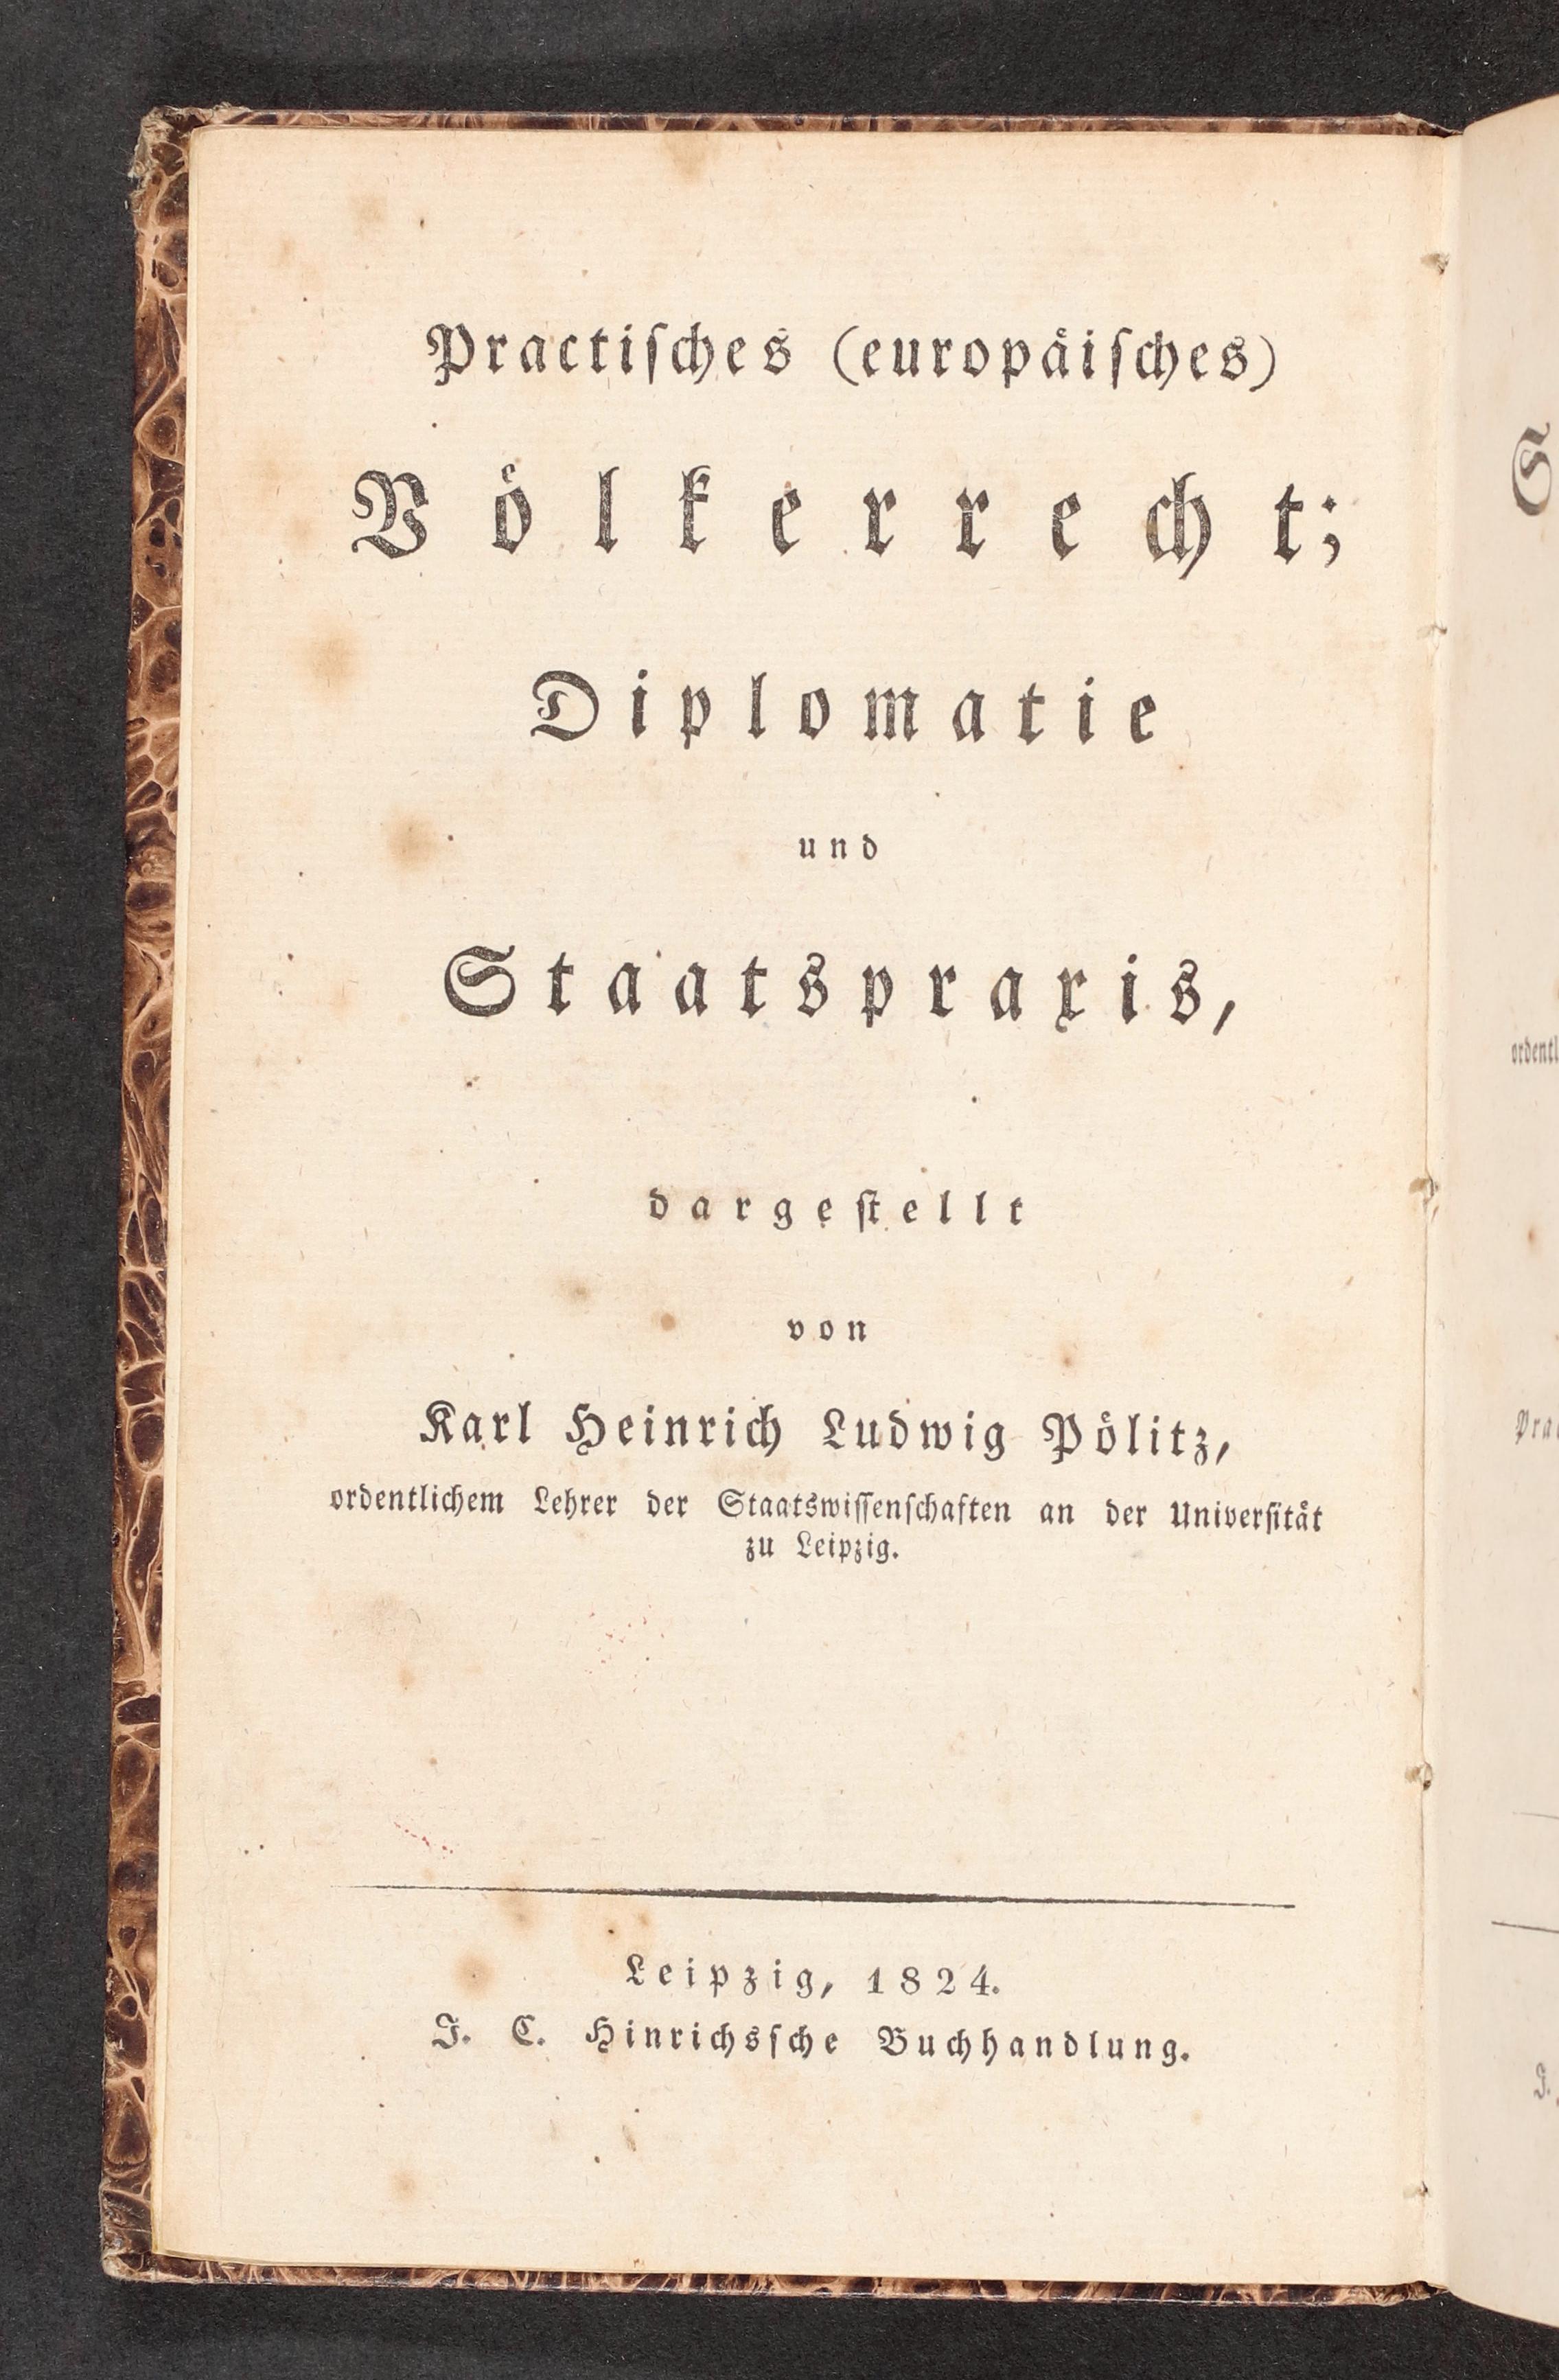 Practiſches (europäiſches)
Völkerrecht;
Diplomatie
und
Staatspraxis,
dargeſtellt
von
Karl Heinrich Ludwig Pölitz,
ordentlichem Lehrer der Staatswiſſenſchaften an der Univerſität
zu Leipzig.
Leipzig, 1824.
J. C. Hinrichsſche Buchhandlung.